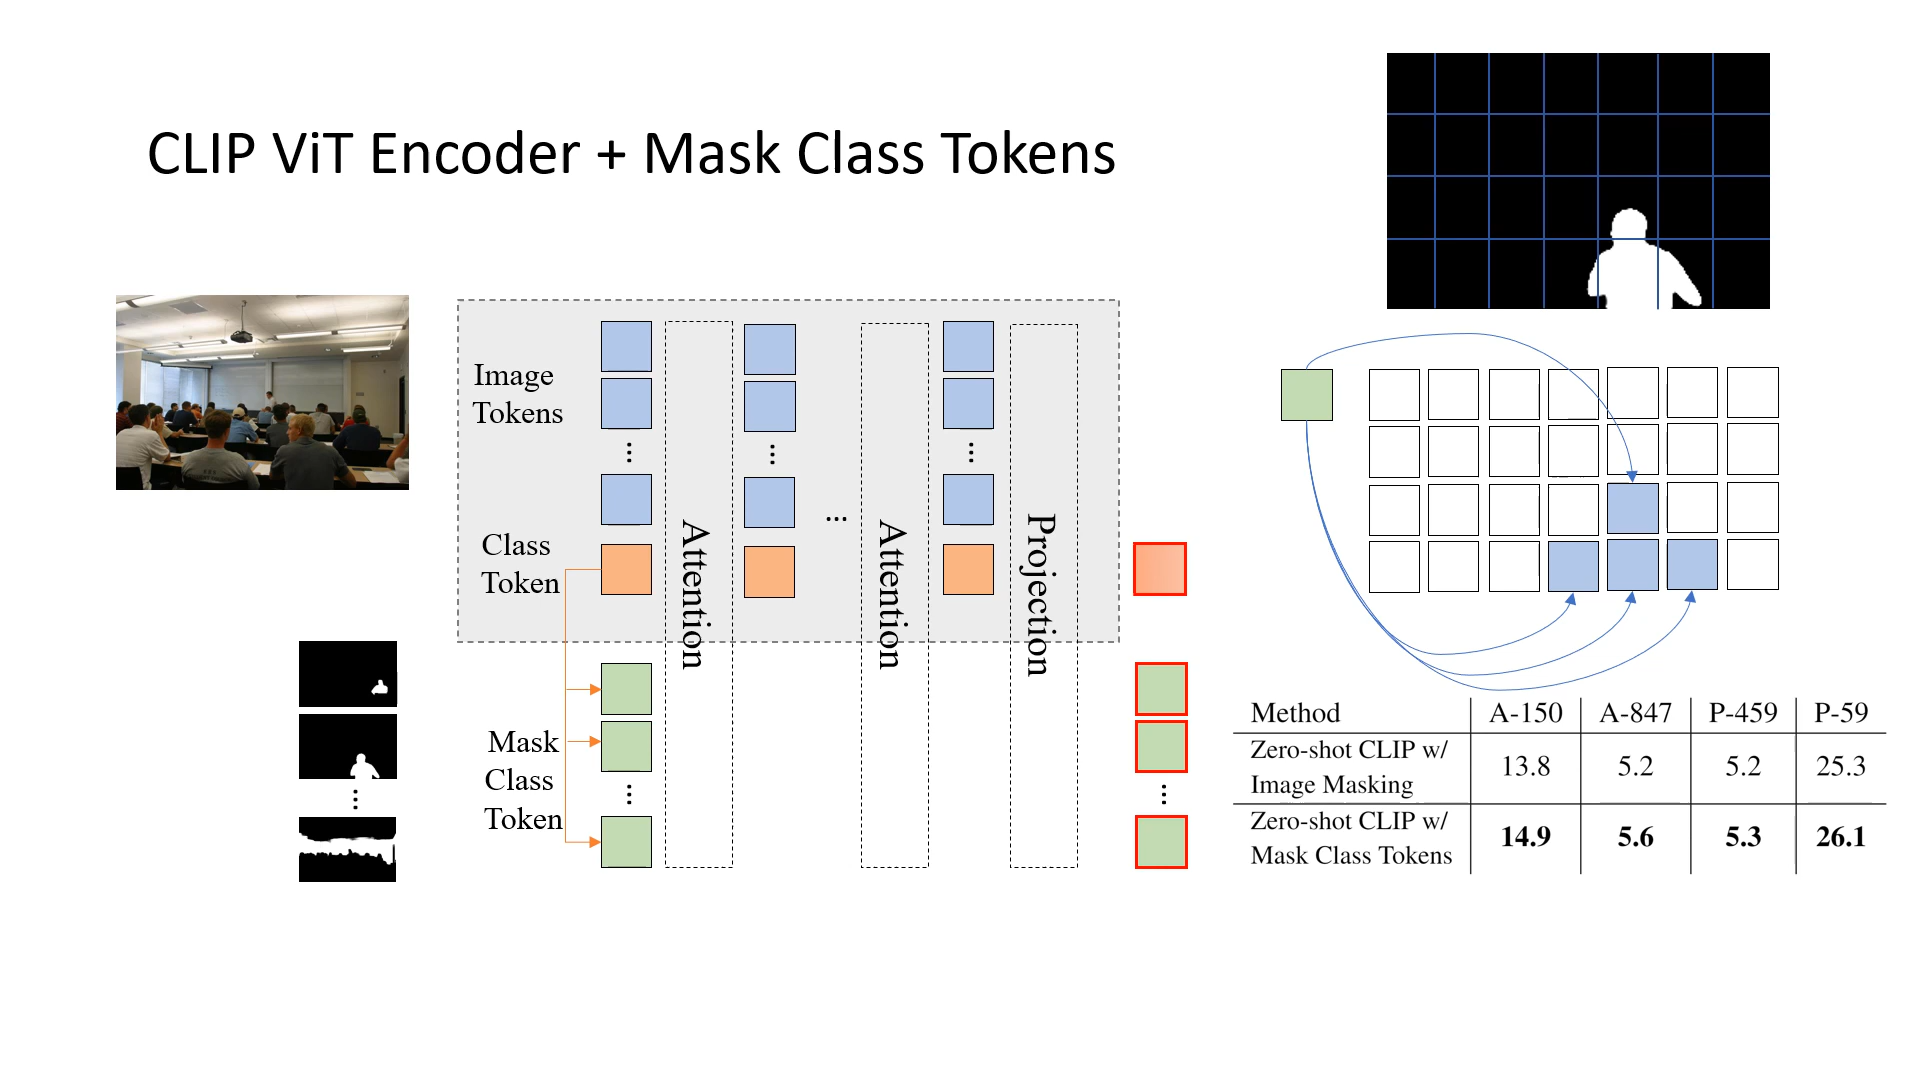 CLIP ViT Encoder + Mask Class Tokens
Image
Tokens
...
...
...
Class
Token
...
Attention
Attention
Projection
Mask
Class
Token
...
...
...
Method A-150 A-847 P-459 P-59
Zero-shot CLIP w/
Image Masking 13.8 5.2 5.2 25.3
Zero-shot CLIP w/
Mask Class Tokens 14.9 5.6 5.3 26.1